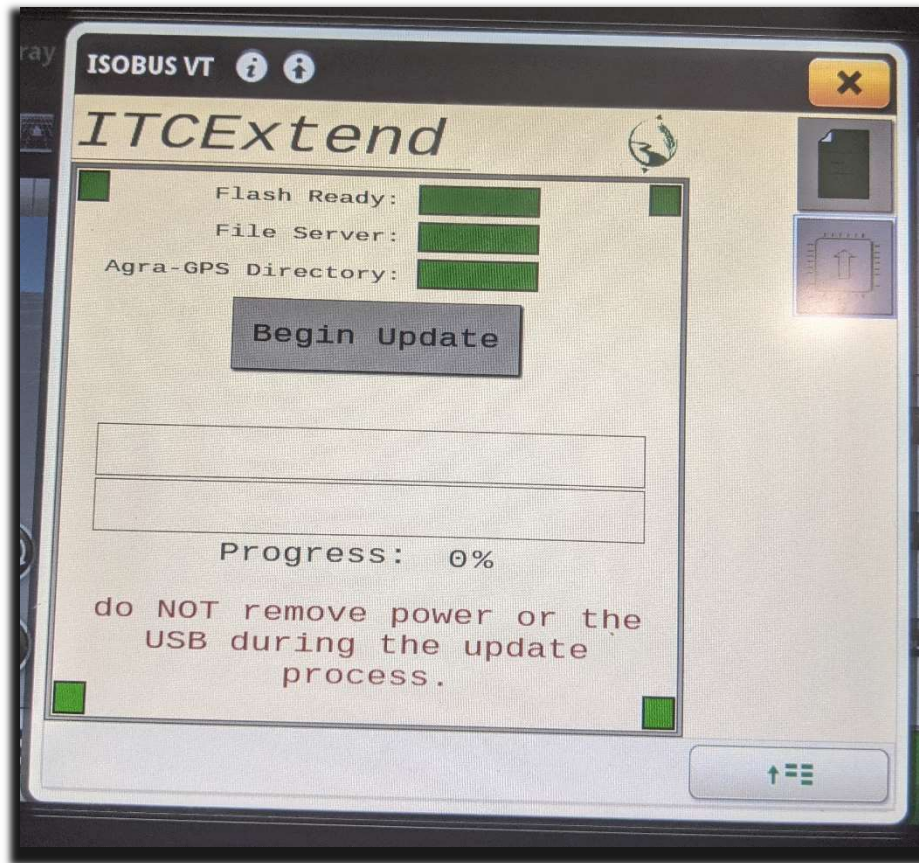 ray
ISOBUS VT
ITCExtend
Flash Ready:
File Server:
Agra-GPS Directory:
Begin Update
Progress: 0%
do NOT remove power or the
USB during the update
process.